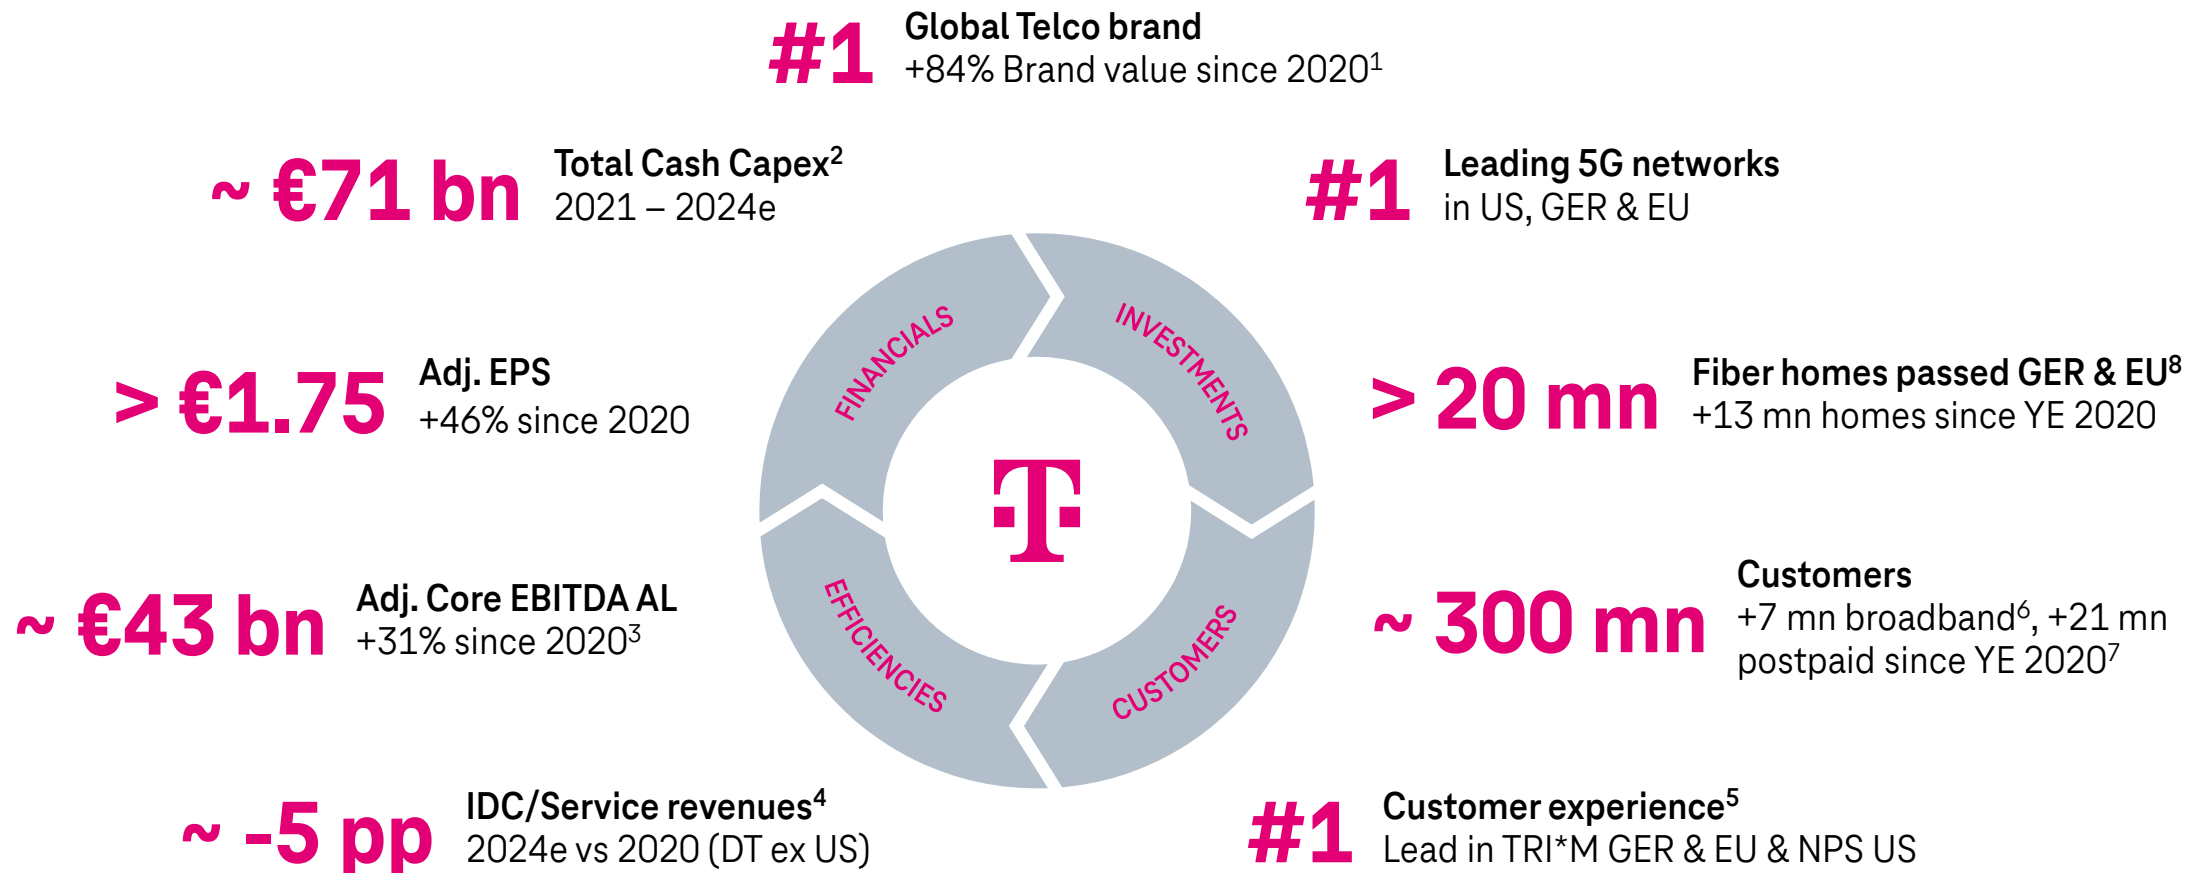 #1
Global Telco brand
+84% Brand value since 2020¹
~ €71 bn
Total Cash Capex²
2021 – 2024e
#1
Leading 5G networks
in US, GER & EU
> €1.75
Adj. EPS
+46% since 2020
FINANCIALS
INVESTMENTS
> 20 mn
Fiber homes passed GER & EU⁸
+13 mn homes since YE 2020
T
~ €43 bn
Adj. Core EBITDA AL
+31% since 2020³
EFFICIENCIES
CUSTOMERS
~ 300 mn
Customers
+7 mn broadband⁶, +21 mn
postpaid since YE 2020⁷
~ -5 pp
IDC/Service revenues⁴
2024e vs 2020 (DT ex US)
#1
Customer experience⁵
Lead in TRI*M GER & EU & NPS US